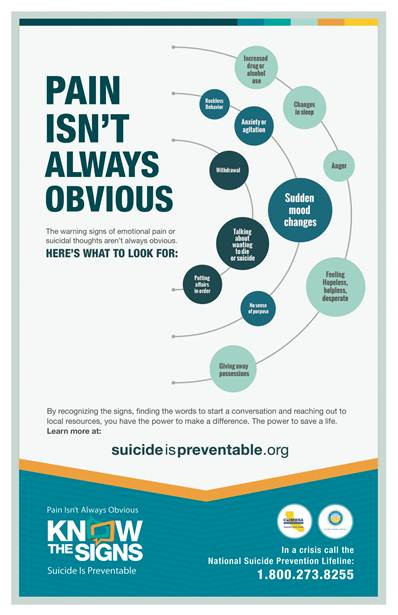 PAIN
ISN'T
ALWAYS
OBVIOUS
The warning signs of emotional pain or
suicidal thoughts aren't always obvious.
HERE'S WHAT TO LOOK FOR:
Increased
drug or
alcohol
use
Reckless
Behavior
Changes
in sleep
Anxiety or
agitation
Anger
Withdrawal
Sudden
mood
changes
Talking
about
wanting
to die
or suicide
Putting
affairs
in order
Feeling
Hopeless,
helpless,
desperate
No sense
of purpose
Giving away
possessions
By recognizing the signs, finding the words to start a conversation and reaching out to
local resources, you have the power to make a difference. The power to save a life.
Learn more at:
suicideispreventable.org
Pain Isn't Always Obvious
KNOW
THE SIGNS
Suicide Is Preventable
CalMHSA
In a crisis call the
National Suicide Prevention Lifeline:
1.800.273.8255